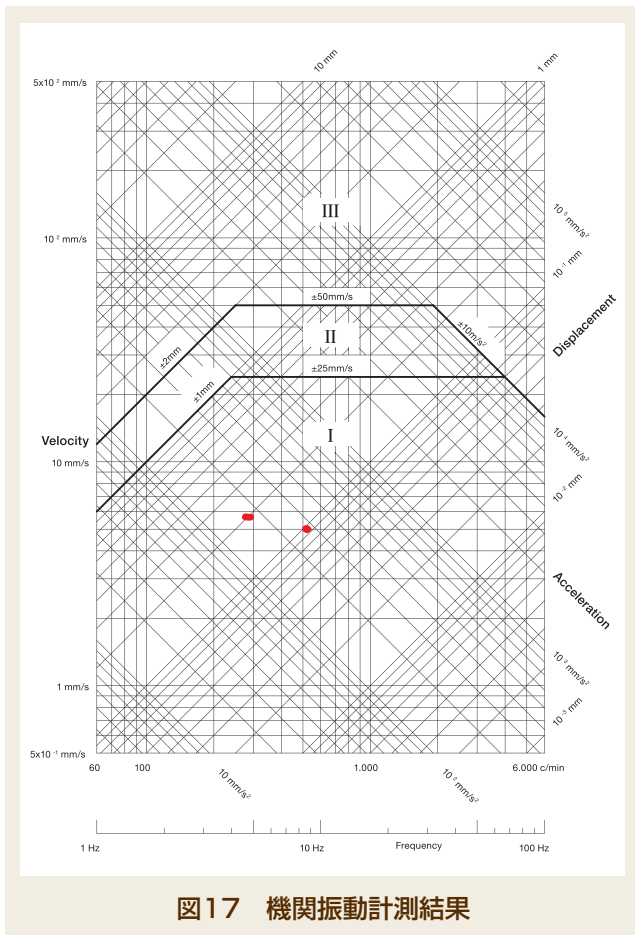 10 mm
1 mm
5x10 ² mm/s
III
10 ⁵ mm/s²
10 ² mm/s
10 ⁻¹ mm
±50mm/s
±10m/s²
Displacement
II
±2mm
±25mm/s
±1mm
Velocity
I
10 ⁴ mm/s²
10 mm/s
10 ⁻² mm
Acceleration
10 ³ mm/s²
1 mm/s
10 ⁻³ mm
5x10 ⁻¹ mm/s
60 100 1.000 6.000 c/min
10 mm/s²
10 ² mm/s²
1 Hz 10 Hz Frequency 100 Hz
図17 機関振動計測結果